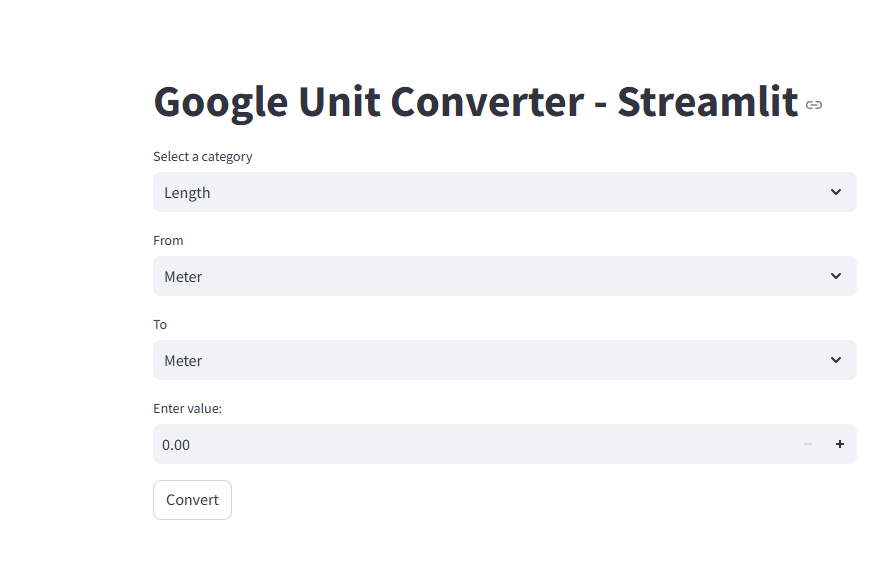 Google Unit Converter - Streamlit
Select a category
Length
From
Meter
To
Meter
Enter value:
0.00
Convert